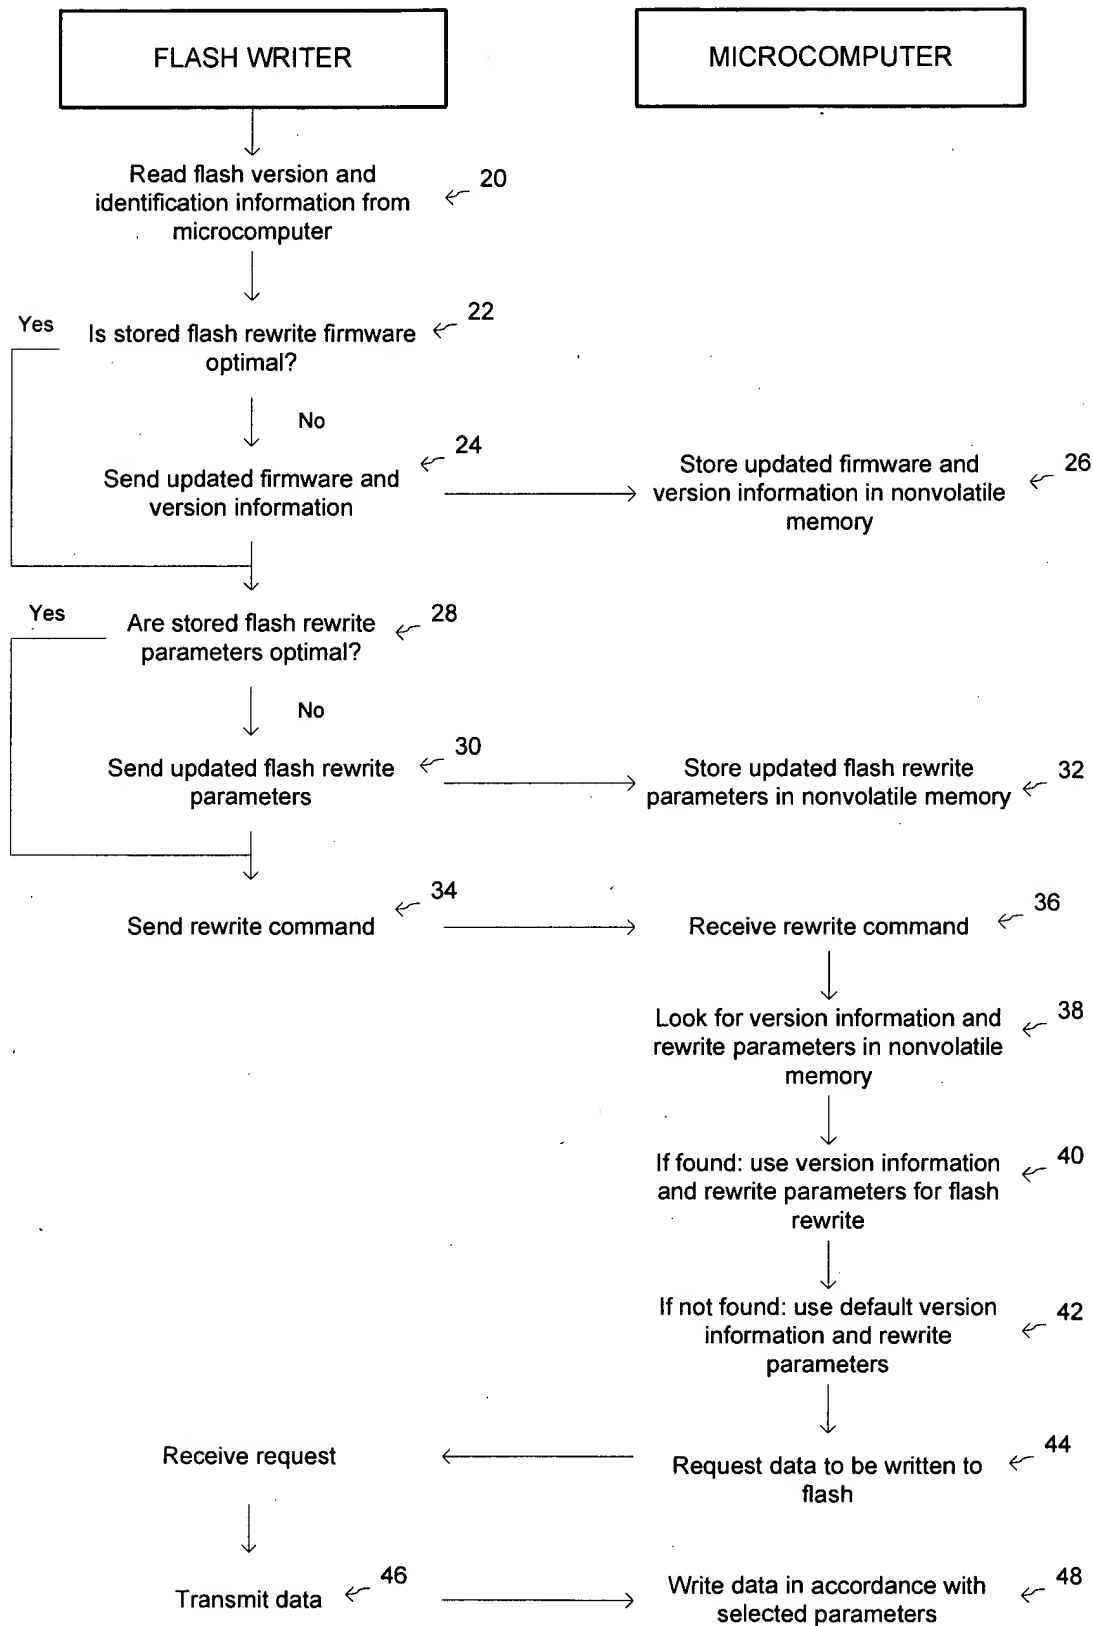 FLASH WRITER
MICROCOMPUTER
Read flash version and
identification information from
microcomputer
20
Yes
Is stored flash rewrite firmware
optimal?
22
No
Send updated firmware and
version information
24
Store updated firmware and
version information in nonvolatile
memory
26
Yes
Are stored flash rewrite
parameters optimal?
28
No
Send updated flash rewrite
parameters
30
Store updated flash rewrite
parameters in nonvolatile memory
32
Send rewrite command
34
Receive rewrite command
36
Look for version information and
rewrite parameters in nonvolatile
memory
38
If found: use version information
and rewrite parameters for flash
rewrite
40
If not found: use default version
information and rewrite
parameters
42
Receive request
Request data to be written to
flash
44
Transmit data
46
Write data in accordance with
selected parameters
48